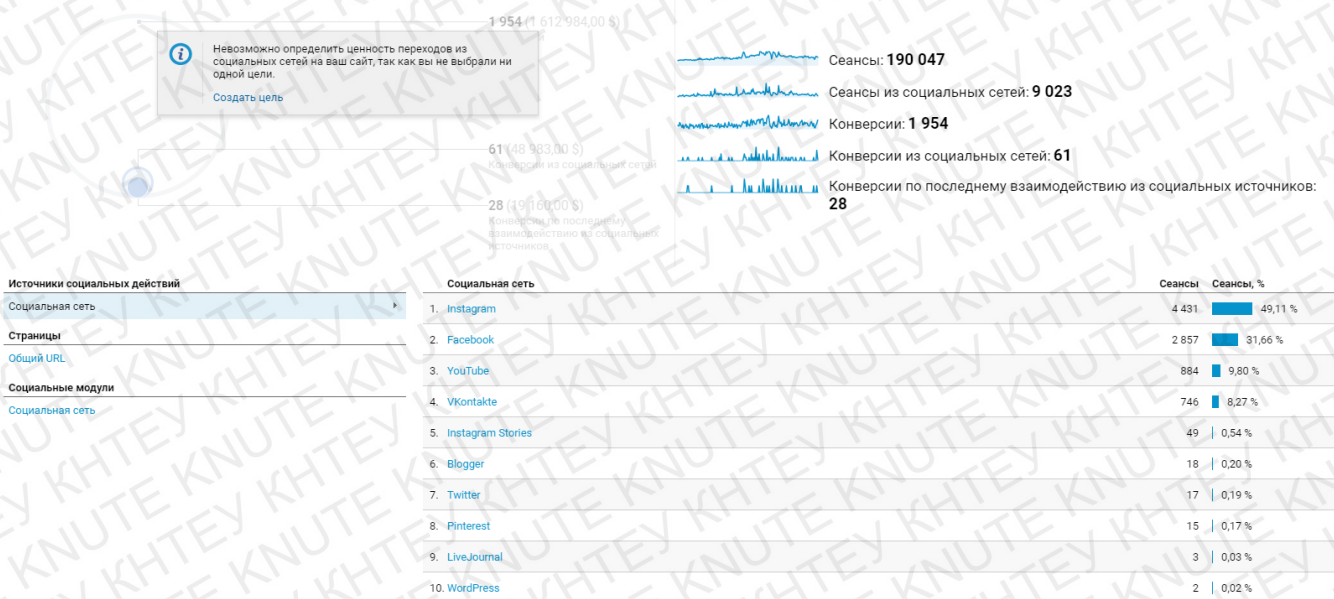 1 954 (1 612 984,00 $)
Невозможно определить ценность переходов из
социальных сетей на ваш сайт, так как вы не выбрали ни
одной цели.
Создать цель
61 (48 983,00 $)
Конверсии из социальных сетей
28 (19 160,00 $)
Конверсии по последнему
взаимодействию из социальных
источников
Сеансы: 190 047
Сеансы из социальных сетей: 9 023
Конверсии: 1 954
Конверсии из социальных сетей: 61
Конверсии по последнему взаимодействию из социальных источников:
28
Источники социальных действий
Социальная сеть
Страницы
Общий URL
Социальные модули
Социальная сеть
Социальная сеть Сеансы Сеансы, %
1. Instagram 4 431 49,11 %
2. Facebook 2 857 31,66 %
3. YouTube 884 9,80 %
4. VKontakte 746 8,27 %
5. Instagram Stories 49 0,54 %
6. Blogger 18 0,20 %
7. Twitter 17 0,19 %
8. Pinterest 15 0,17 %
9. LiveJournal 3 0,03 %
10. WordPress 2 0,02 %
КНТЕУ KNUTE